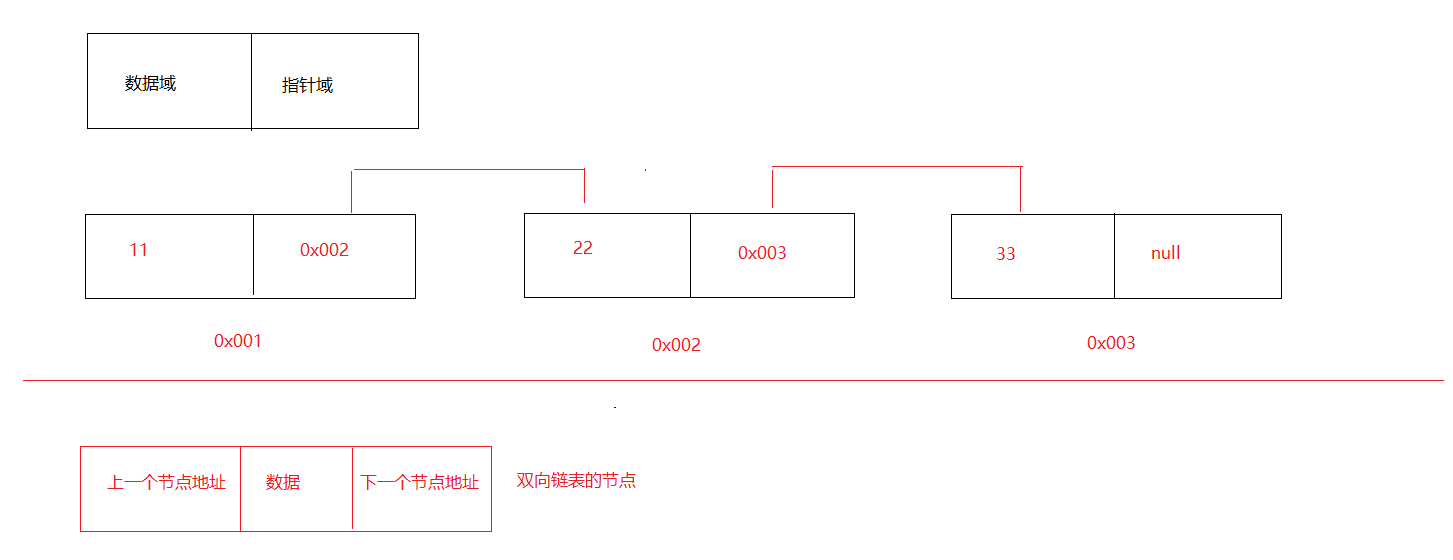 数据域 指针域
11 0x002 22 0x003 33 null
0x001 0x002 0x003
上一个节点地址 数据 下一个节点地址 双向链表的节点